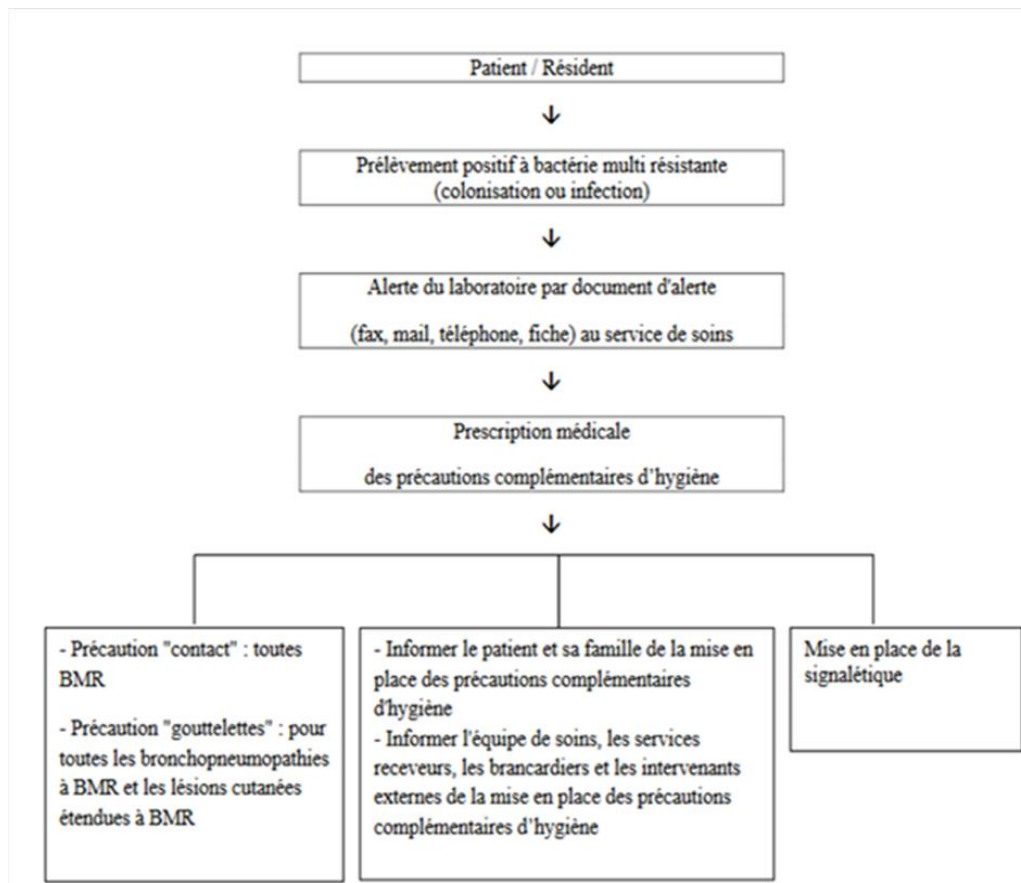 Patient / Résident
Prélèvement positif à bactérie multi résistante
(colonisation ou infection)
Alerte du laboratoire par document d'alerte
(fax, mail, téléphone, fiche) au service de soins
Prescription médicale
des précautions complémentaires d'hygiène
- Précaution "contact" : toutes
BMR
- Précaution "gouttelettes" : pour
toutes les bronchopneumopathies
à BMR et les lésions cutanées
étendues à BMR
- Informer le patient et sa famille de la mise en
place des précautions complémentaires
d'hygiène
- Informer l'équipe de soins, les services
receveurs, les brancardiers et les intervenants
externes de la mise en place des précautions
complémentaires d'hygiène
Mise en place de la
signalétique